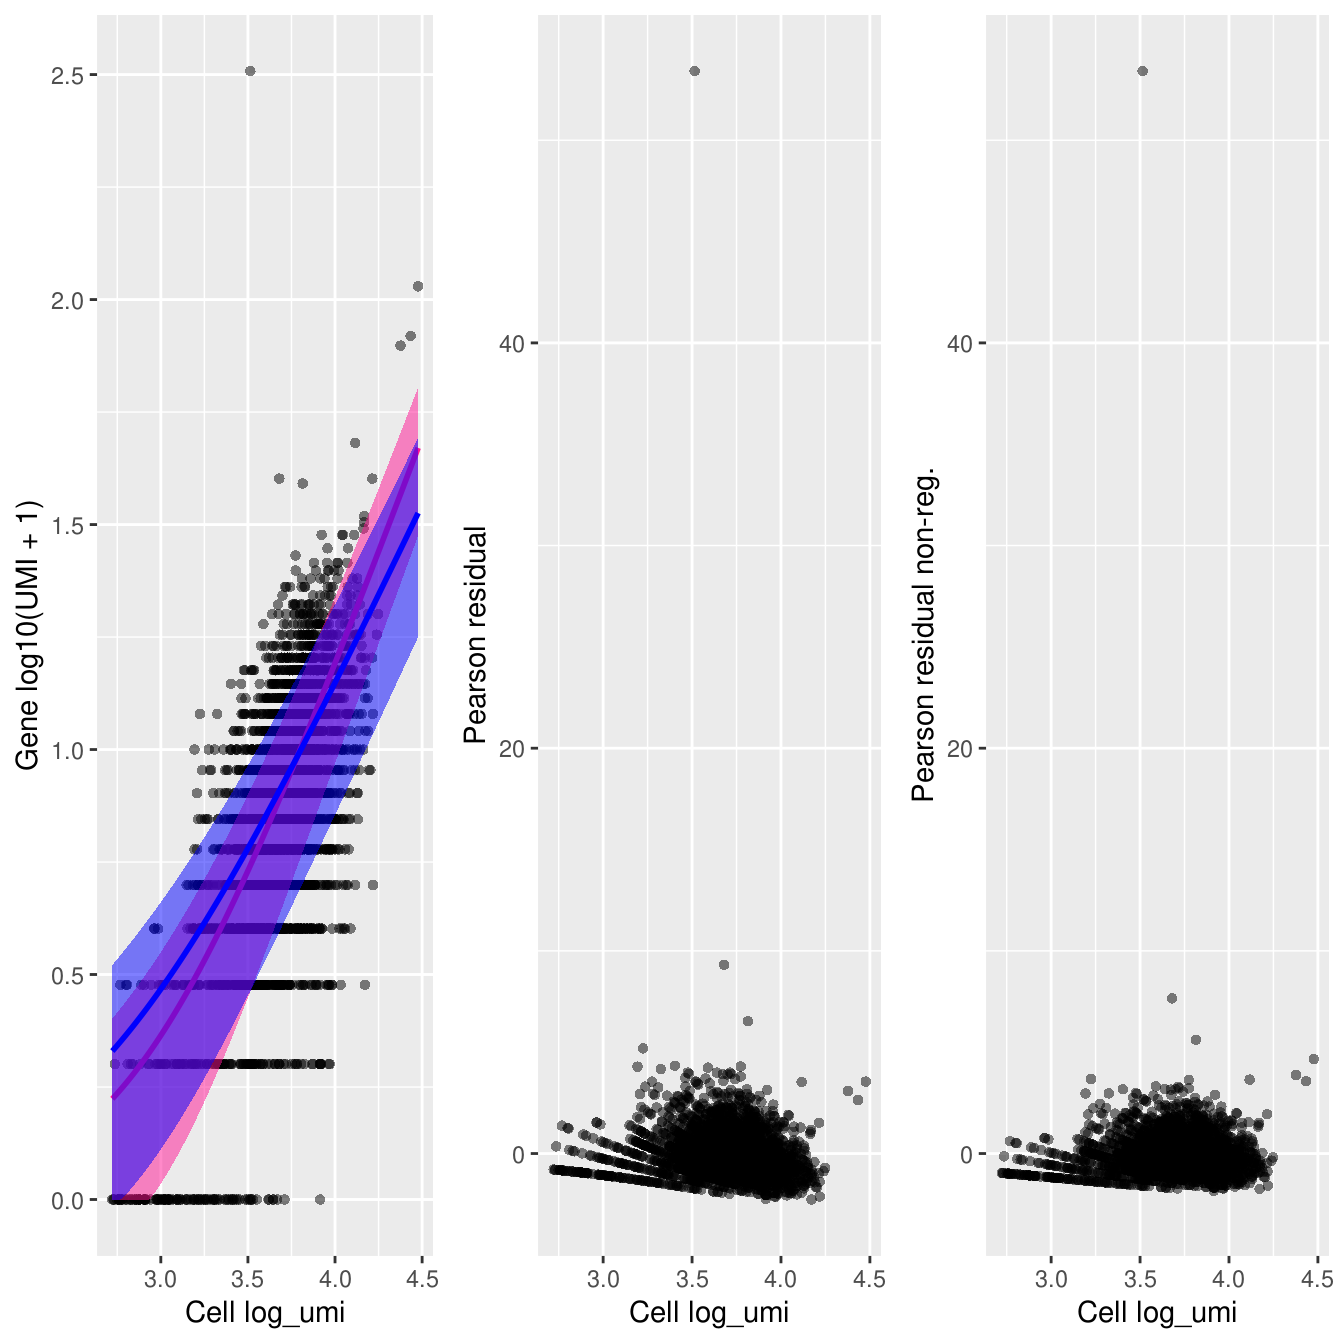 Gene log10(UMI + 1)
2.5
2.0
1.5
1.0
0.5
0.0
3.0 3.5 4.0 4.5
Cell log_umi
Pearson residual
40
20
0
3.0 3.5 4.0 4.5
Cell log_umi
Pearson residual non-reg.
40
20
0
3.0 3.5 4.0 4.5
Cell log_umi